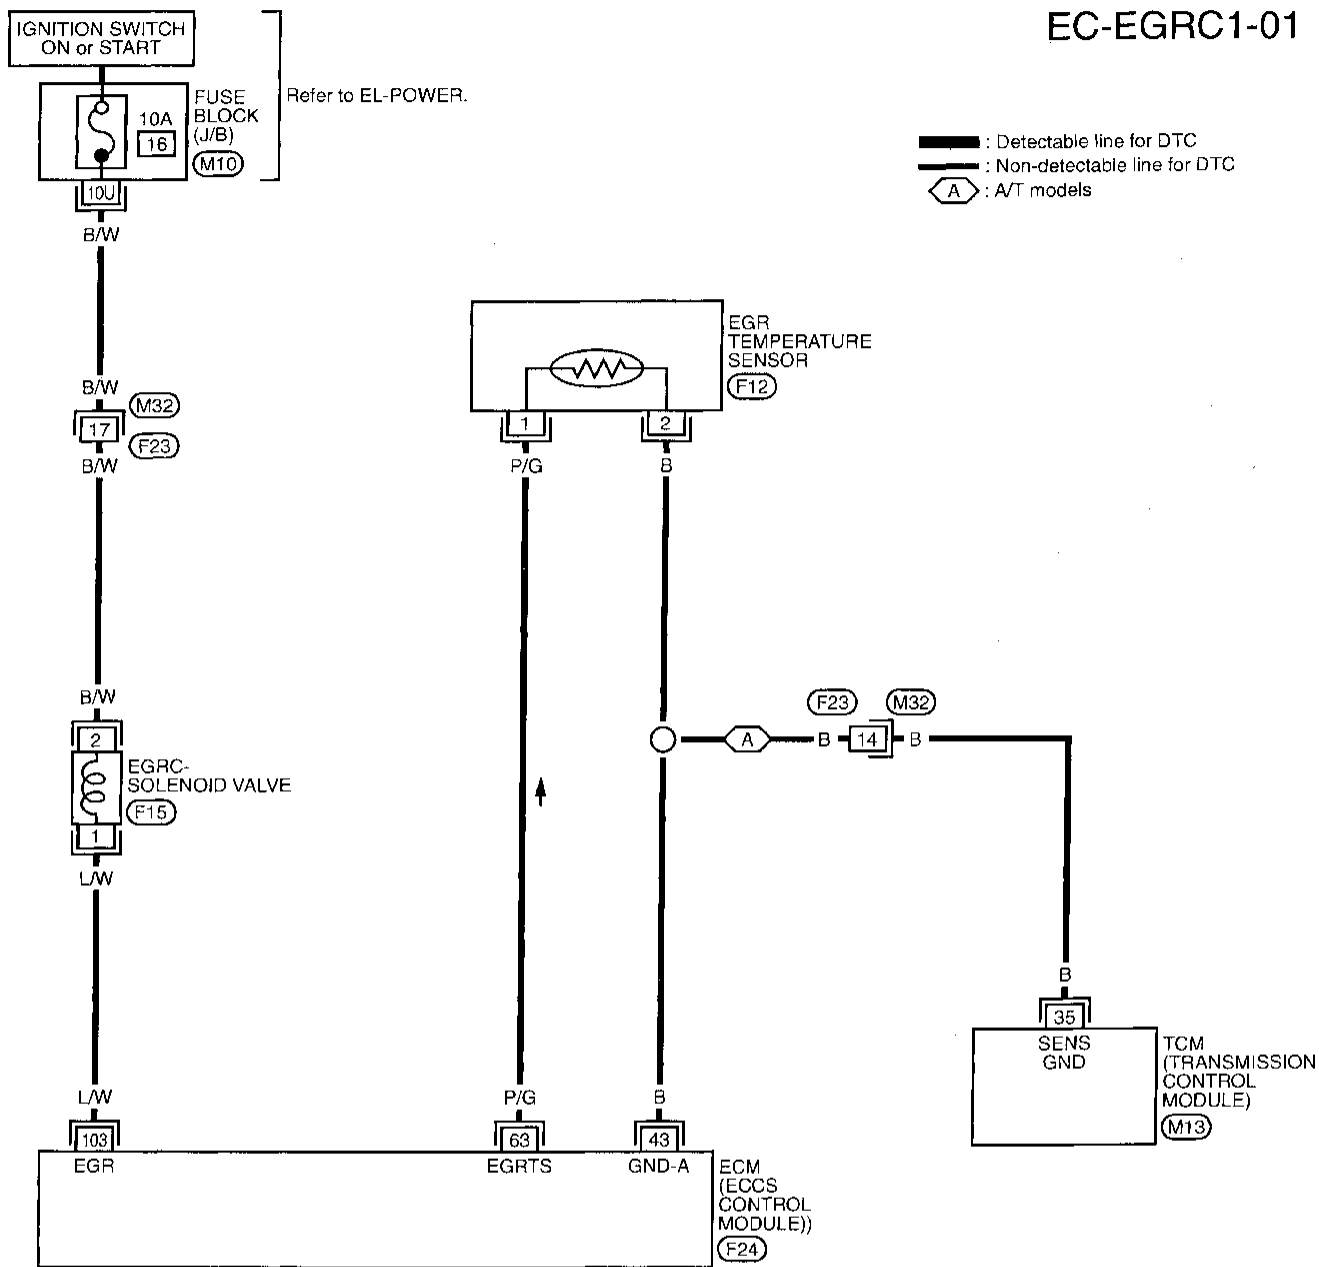 EC-EGRC1-01
IGNITION SWITCH
ON or START
FUSE
BLOCK
(J/B)
M10
10A
16
Refer to EL-POWER.
: Detectable line for DTC
: Non-detectable line for DTC
A : A/T models
10U
B/W
B/W
M32
17
F23
B/W
EGR
TEMPERATURE
SENSOR
F12
1
2
P/G
B
B/W
2
EGRC-
SOLENOID VALVE
F15
1
L/W
F23
M32
A
B
14
B
B
35
SENS
GND
TCM
(TRANSMISSION
CONTROL
MODULE)
M13
L/W
P/G
B
103
63
43
EGR
EGRTS
GND-A
ECM
(ECCS
CONTROL
MODULE))
F24